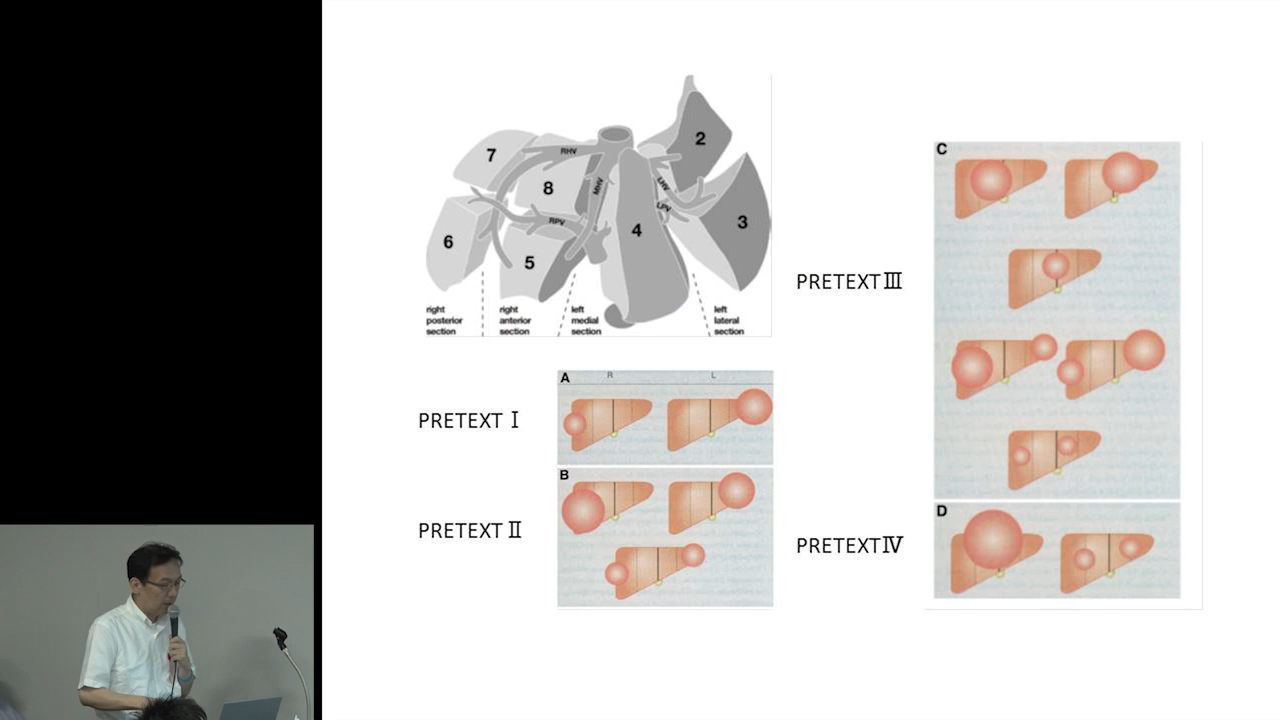 2
7
RHV
8
MHV
LHV
LPV
RPV
4
3
6
5
right
posterior
section
right
anterior
section
left
medial
section
left
lateral
section
A
R
L
PRETEXT Ⅰ
B
PRETEXT Ⅱ
C
PRETEXTⅢ
D
PRETEXTⅣ